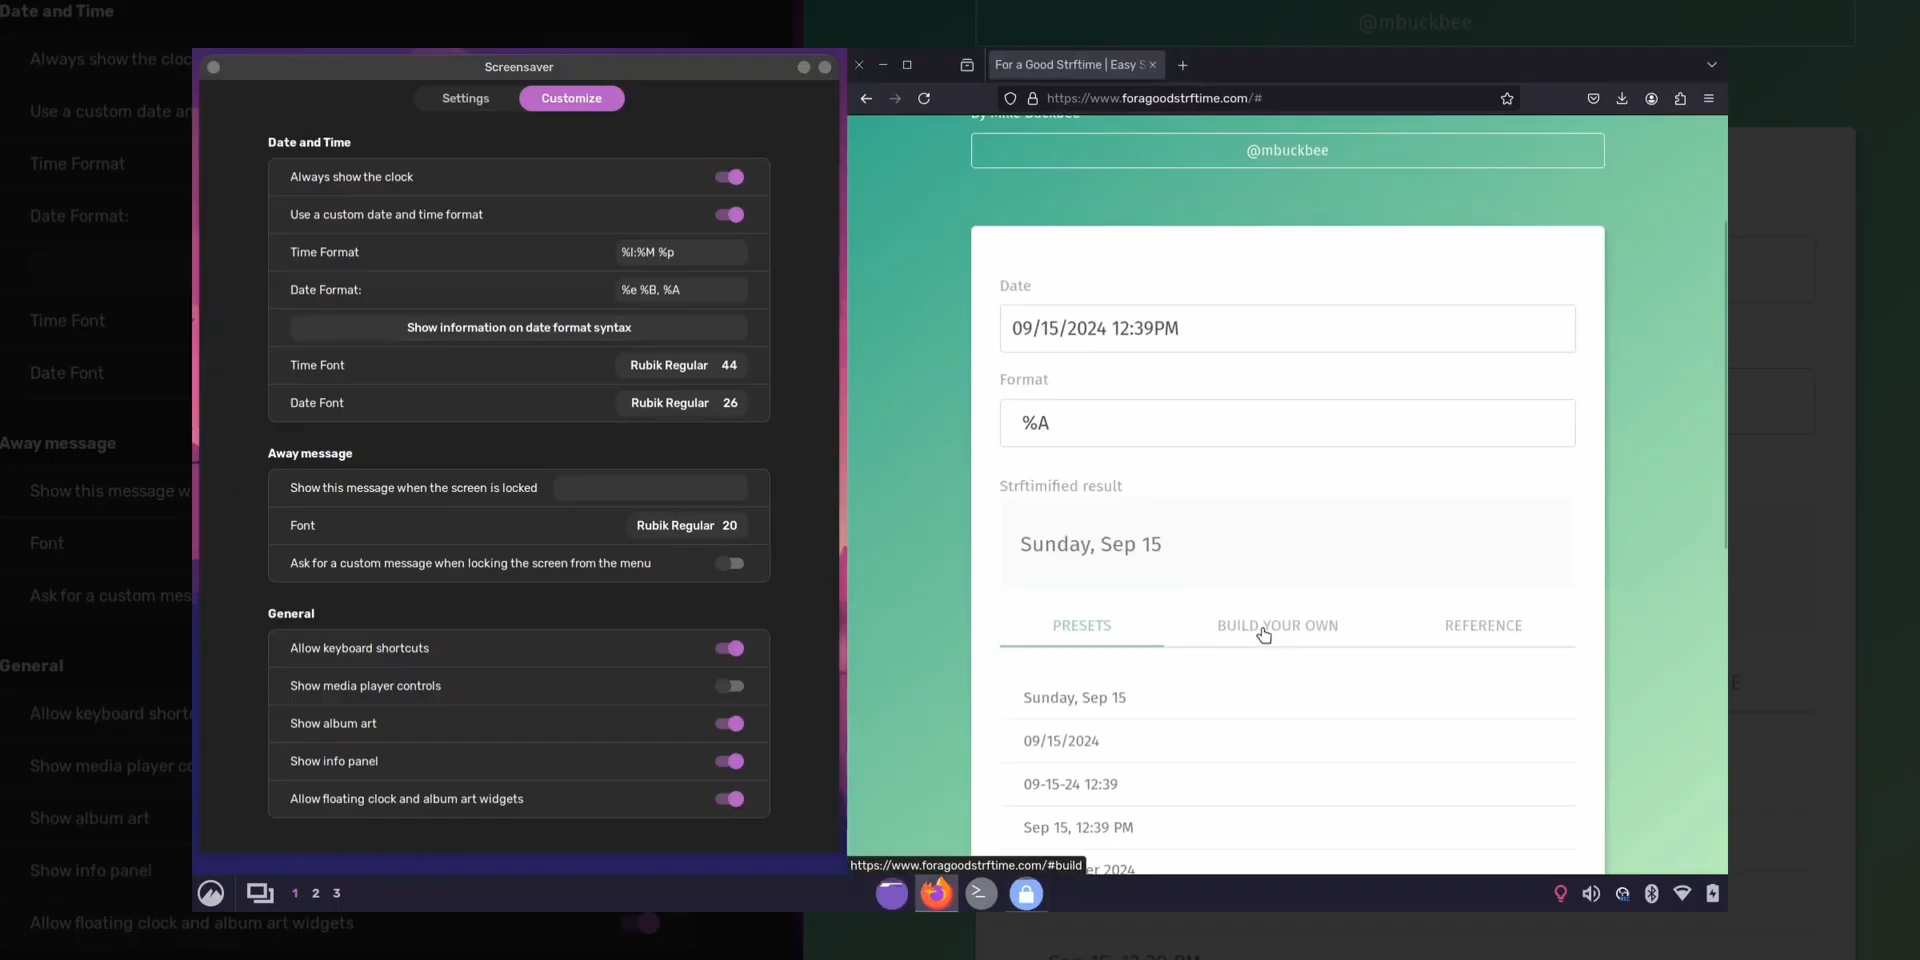 Date and Time
Always show the cloc
Use a custom date an
Time Format
Date Format:
Time Font
Date Font
Away message
Show this message w
Font
Ask for a custom mes
General
Allow keyboard shortc
Show media player co
Show album art
Show info panel
Allow floating clock and album art widgets
@mbuckbee
Screensaver
Settings
Customize
Date and Time
Always show the clock
Use a custom date and time format
Time Format
%I:%M %p
Date Format:
%e %B, %A
Show information on date format syntax
Time Font
Rubik Regular 44
Date Font
Rubik Regular 26
Away message
Show this message when the screen is locked
Font
Rubik Regular 20
Ask for a custom message when locking the screen from the menu
General
Allow keyboard shortcuts
Show media player controls
Show album art
Show info panel
Allow floating clock and album art widgets
For a Good Strftime | Easy S
https://www.foragoodstrftime.com/#
By Mike Buckbee
@mbuckbee
Date
09/15/2024 12:39PM
Format
%A
Strftimified result
Sunday, Sep 15
PRESETS
BUILD YOUR OWN
REFERENCE
Sunday, Sep 15
09/15/2024
09-15-24 12:39
Sep 15, 12:39 PM
er 2024
https://www.foragoodstrftime.com/#build
1 2 3